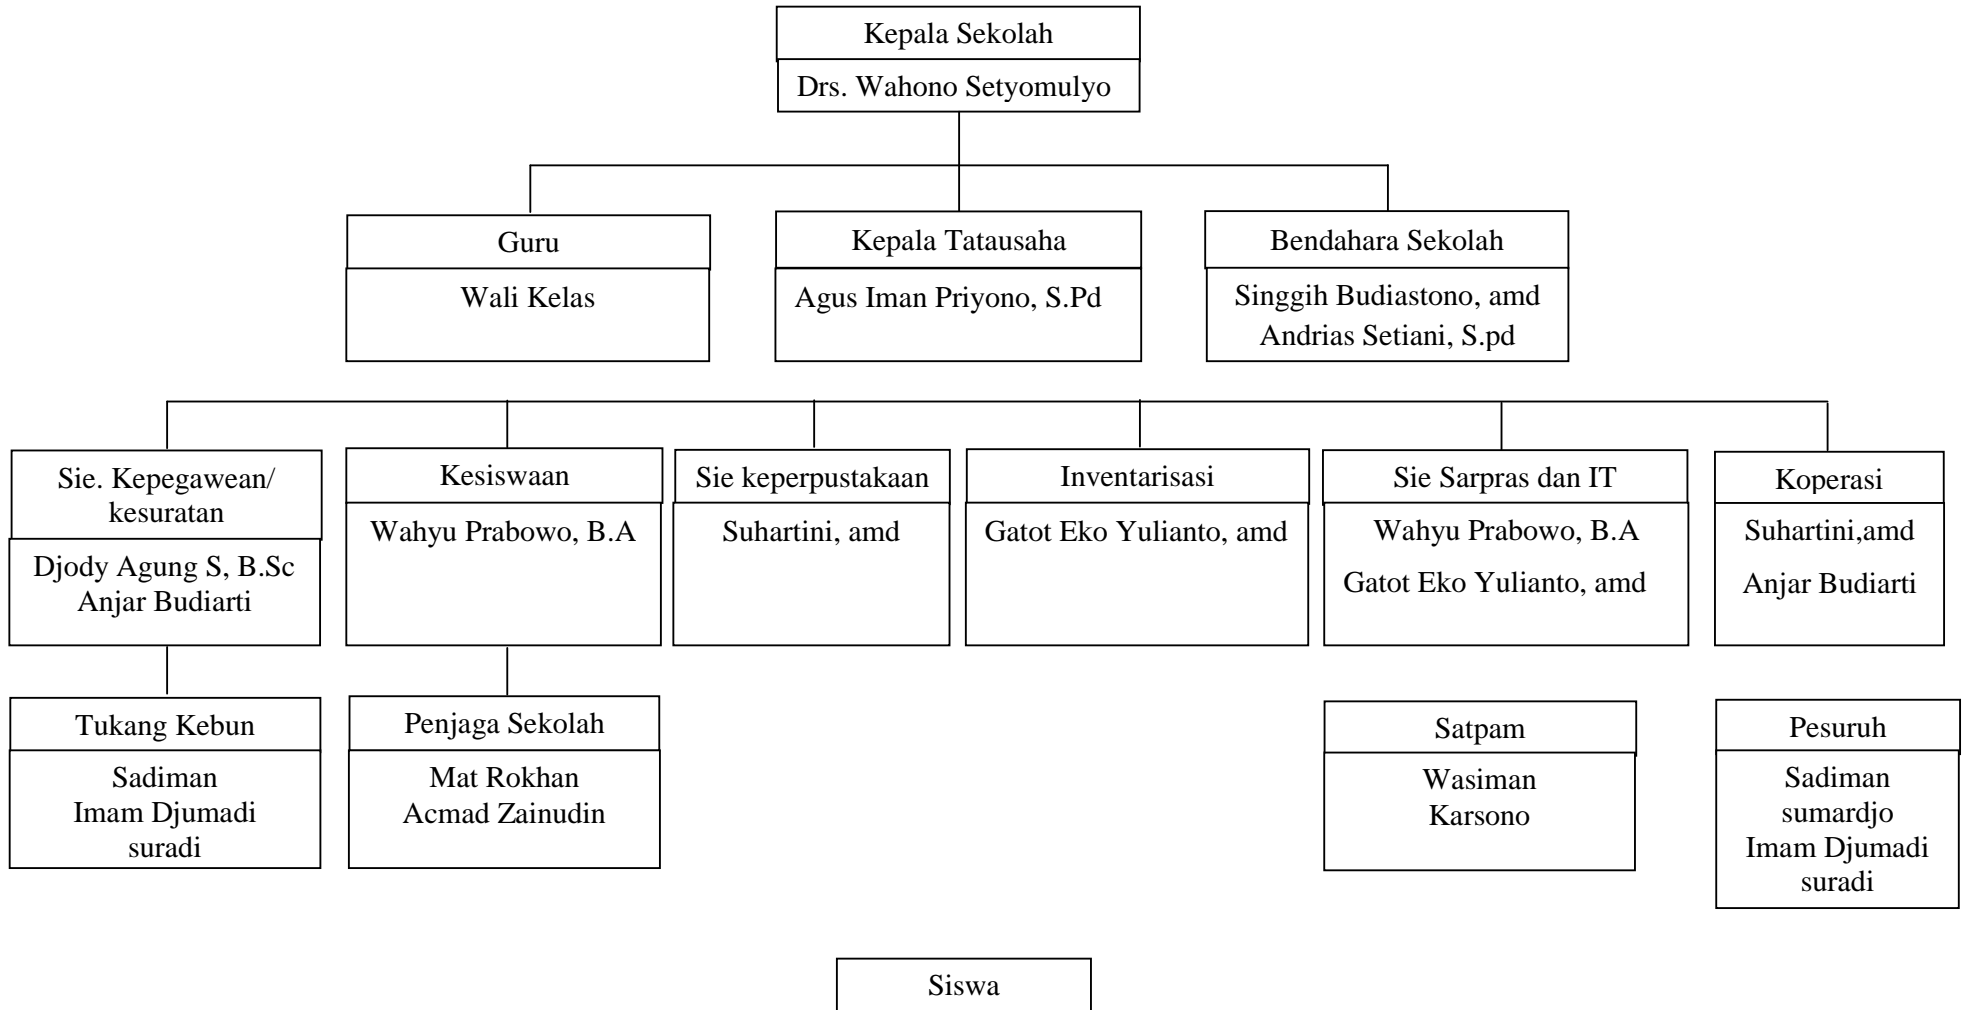 Kepala Sekolah
Drs. Wahono Setyomulyo
Guru
Wali Kelas
Kepala Tatausaha
Agus Iman Priyono, S.Pd
Bendahara Sekolah
Singgih Budiastono, amd
Andrias Setiani, S.pd
Sie. Kepegawean/
kesuratan
Djody Agung S, B.Sc
Anjar Budiarti
Kesiswaan
Wahyu Prabowo, B.A
Sie keperpustakaan
Suhartini, amd
Inventarisasi
Gatot Eko Yulianto, amd
Sie Sarpras dan IT
Wahyu Prabowo, B.A
Gatot Eko Yulianto, amd
Koperasi
Suhartini,amd
Anjar Budiarti
Tukang Kebun
Sadiman
Imam Djumadi
suradi
Penjaga Sekolah
Mat Rokhan
Acmad Zainudin
Satpam
Wasiman
Karsono
Pesuruh
Sadiman
sumardjo
Imam Djumadi
suradi
Siswa